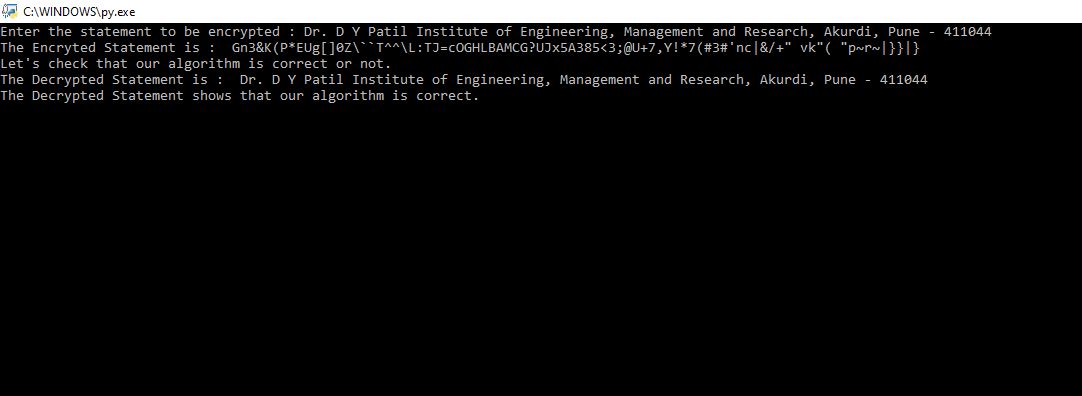 C:\WINDOWS\py.exe
Enter the statement to be encrypted : Dr. D Y Patil Institute of Engineering, Management and Research, Akurdi, Pune - 411044
The Encryted Statement is :  Gn3&K(P*EUg[]0Z\``T^^\L:TJ=cOGHLBAMCG?UJx5A385<3;@U+7,Y!*7(#3#'nc|&/+" vk"( "p~r~|}}|}
Let's check that our algorithm is correct or not.
The Decrypted Statement is :  Dr. D Y Patil Institute of Engineering, Management and Research, Akurdi, Pune - 411044
The Decrypted Statement shows that our algorithm is correct.